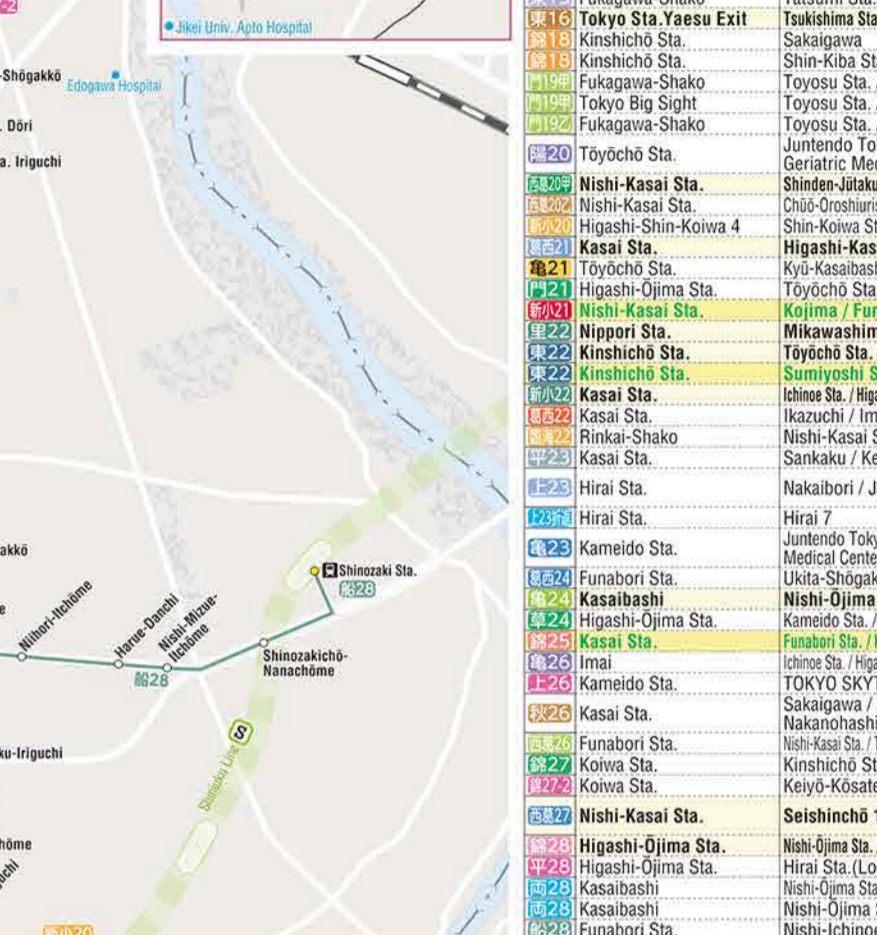 Jikei Univ. Apto Hospital
-Shōgakkō
Edogawa Hospital
. Dōri
a. Iriguchi
akkō
Shinozaki Sta.
船28
Niihori-Itchōme
Harue-Danchi
Nishi-Mizue-
Itchōme
船28
Shinozakichō-
Nanachōme
ku-Iriguchi
S
Shinjuku Line
hōme
新小20
東16 Tokyo Sta.Yaesu Exit Tsukishima Sta
錦18 Kinshichō Sta. Sakaigawa
錦18 Kinshichō Sta. Shin-Kiba St
門19甲 Fukagawa-Shako Toyosu Sta. /
門19甲 Tokyo Big Sight Toyosu Sta. /
門19乙 Fukagawa-Shako Toyosu Sta. /
陽20 Tōyōchō Sta. Juntendo To
Geriatric Med
西葛20甲 Nishi-Kasai Sta. Shinden-Jūtaku
西葛20乙 Nishi-Kasai Sta. Chūō-Oroshiuris
新小20 Higashi-Shin-Koiwa 4 Shin-Koiwa St
葛西21 Kasai Sta. Higashi-Kas
亀21 Tōyōchō Sta. Kyū-Kasaibash
門21 Higashi-Ōjima Sta. Tōyōchō Sta
新小21 Nishi-Kasai Sta. Kojima / Fun
里22 Nippori Sta. Mikawashim
東22 Kinshichō Sta. Tōyōchō Sta.
東22 Kinshichō Sta. Sumiyoshi S
新小22 Kasai Sta. Ichinoe Sta. / Higa
葛西22 Kasai Sta. Ikazuchi / Im
臨海22 Rinkai-Shako Nishi-Kasai S
平23 Kasai Sta. Sankaku / Ke
上23 Hirai Sta. Nakaibori / J
上23折返 Hirai Sta. Hirai 7
亀23 Kameido Sta. Juntendo Toky
Medical Cente
葛西24 Funabori Sta. Ukita-Shōgak
亀24 Kasaibashi Nishi-Ōjima
草24 Higashi-Ōjima Sta. Kameido Sta. /
錦25 Kasai Sta. Funabori Sta. / H
亀26 Imai Ichinoe Sta. / Higa
上26 Kameido Sta. TOKYO SKYT
秋26 Kasai Sta. Sakaigawa /
Nakanohashi
西葛26 Funabori Sta. Nishi-Kasai Sta. / T
錦27 Koiwa Sta. Kinshichō St
錦27-2 Koiwa Sta. Keiyō-Kōsate
西葛27 Nishi-Kasai Sta. Seishinchō 1
錦28 Higashi-Ōjima Sta. Nishi-Ōjima Sta. /
平28 Higashi-Ōjima Sta. Hirai Sta.(Lo
両28 Kasaibashi Nishi-Ōjima Sta
両28 Kasaibashi Nishi-Ōjima S
船28 Funabori Sta. Nishi-Ichinoe